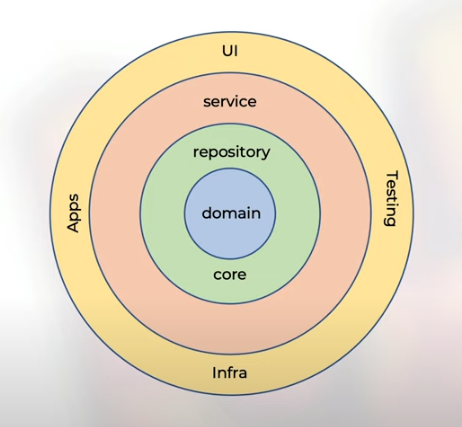 UI
service
repository
Apps
domain
Testing
core
Infra